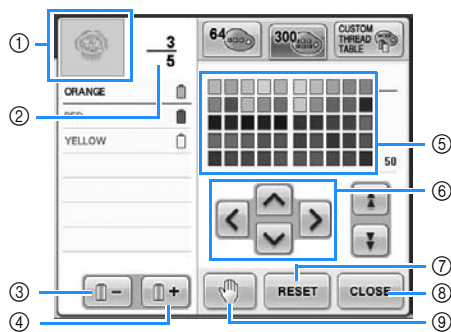 ①
3
5
64
300
CUSTOM
THREAD
TABLE
②
ORANGE
YELLOW
⑤
50
⑥
③
④
RESET
CLOSE
⑦
⑧
⑨